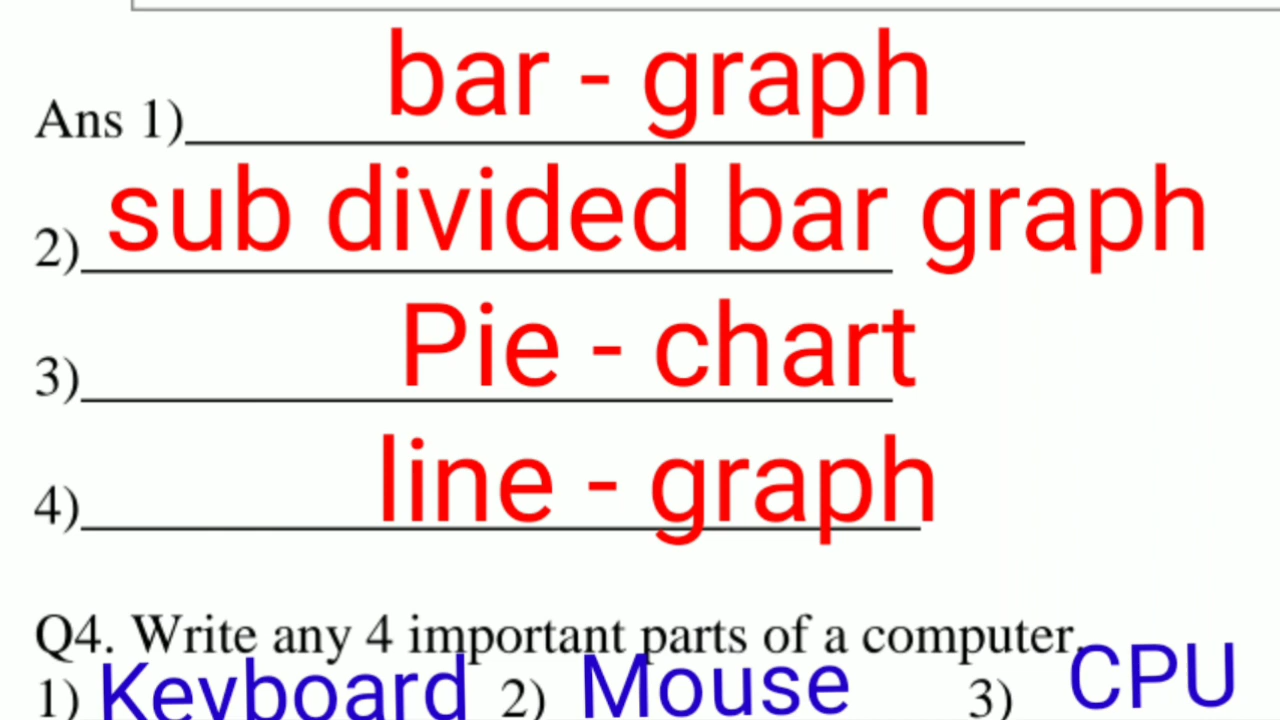 Ans 1) bar - graph
2) sub divided bar graph
3) Pie - chart
4) line - graph
Q4. Write any 4 important parts of a computer.
1) Keyboard 2) Mouse 3) CPU